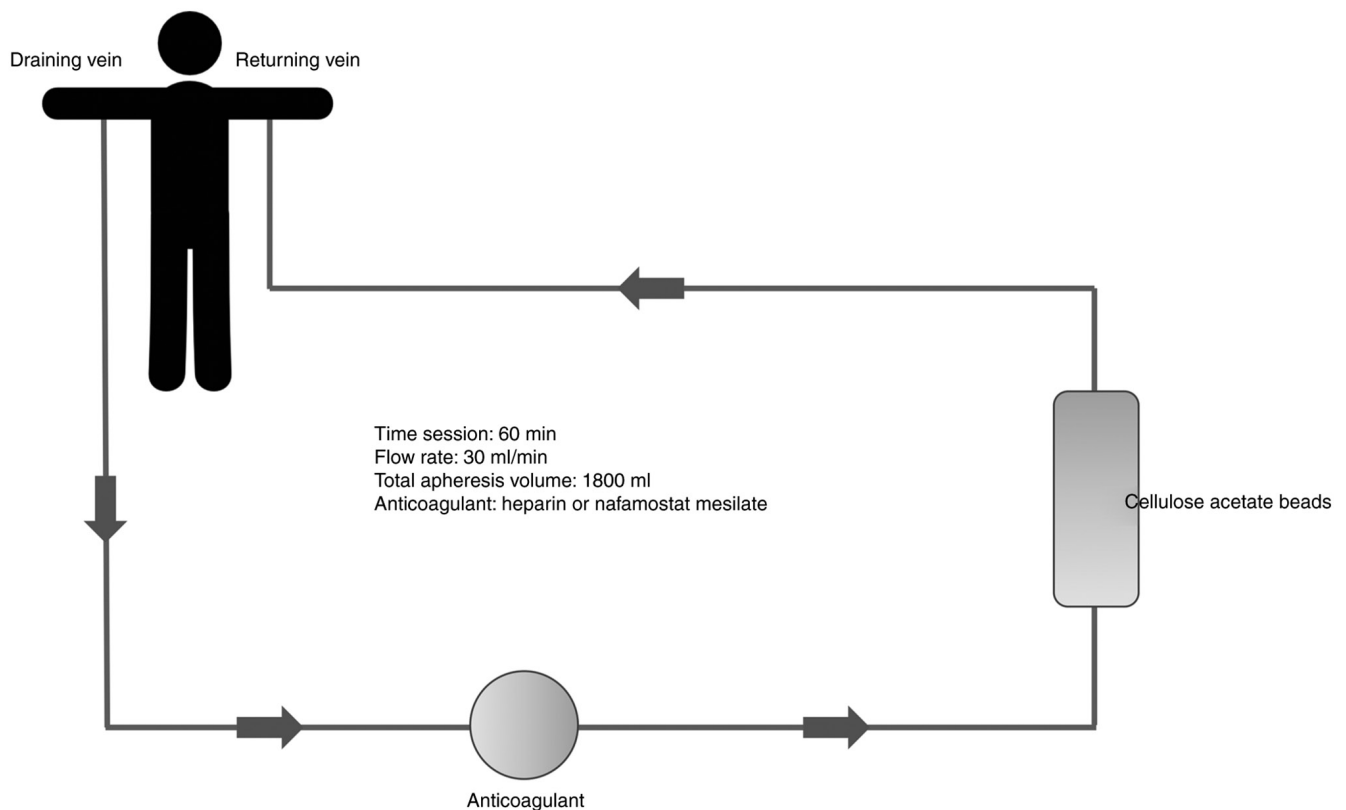 Draining vein
Returning vein
Time session: 60 min
Flow rate: 30 ml/min
Total apheresis volume: 1800 ml
Anticoagulant: heparin or nafamostat mesilate
Cellulose acetate beads
Anticoagulant